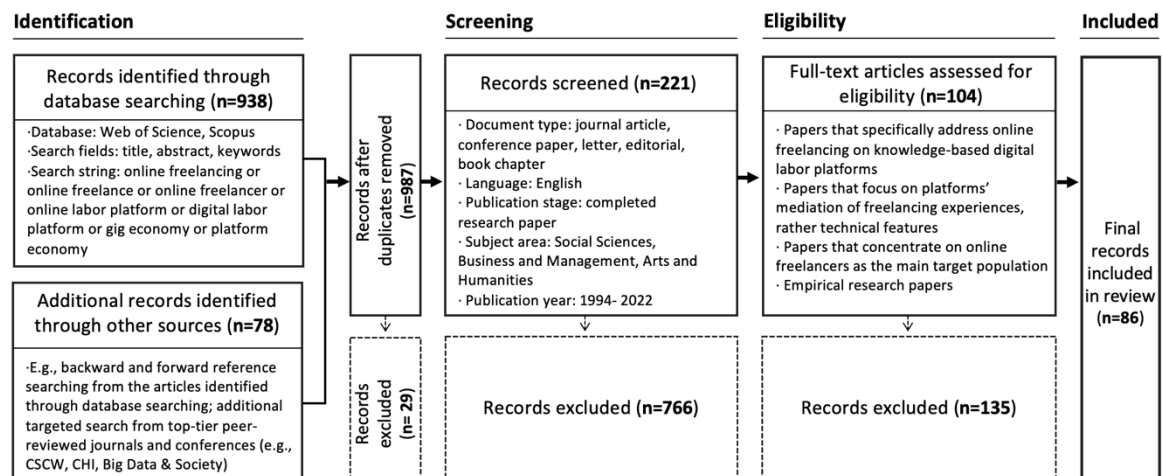 Identification
Records identified through
database searching (n=938)
·Database: Web of Science, Scopus
·Search fields: title, abstract, keywords
·Search string: online freelancing or
online freelance or online freelancer or
online labor platform or digital labor
platform or gig economy or platform
economy
Additional records identified
through other sources (n=78)
·E.g., backward and forward reference
searching from the articles identified
through database searching; additional
targeted search from top-tier peer-
reviewed journals and conferences (e.g.,
CSCW, CHI, Big Data & Society)
Records after
duplicates removed
(n=987)
Records
excluded
(n= 29)
Screening
Records screened (n=221)
· Document type: journal article,
conference paper, letter, editorial,
book chapter
· Language: English
· Publication stage: completed
research paper
· Subject area: Social Sciences,
Business and Management, Arts and
Humanities
· Publication year: 1994- 2022
Records excluded (n=766)
Eligibility
Full-text articles assessed for
eligibility (n=104)
· Papers that specifically address online
freelancing on knowledge-based digital
labor platforms
· Papers that focus on platforms’
mediation of freelancing experiences,
rather technical features
· Papers that concentrate on online
freelancers as the main target population
· Empirical research papers
Records excluded (n=135)
Included
Final
records
included
in review
(n=86)